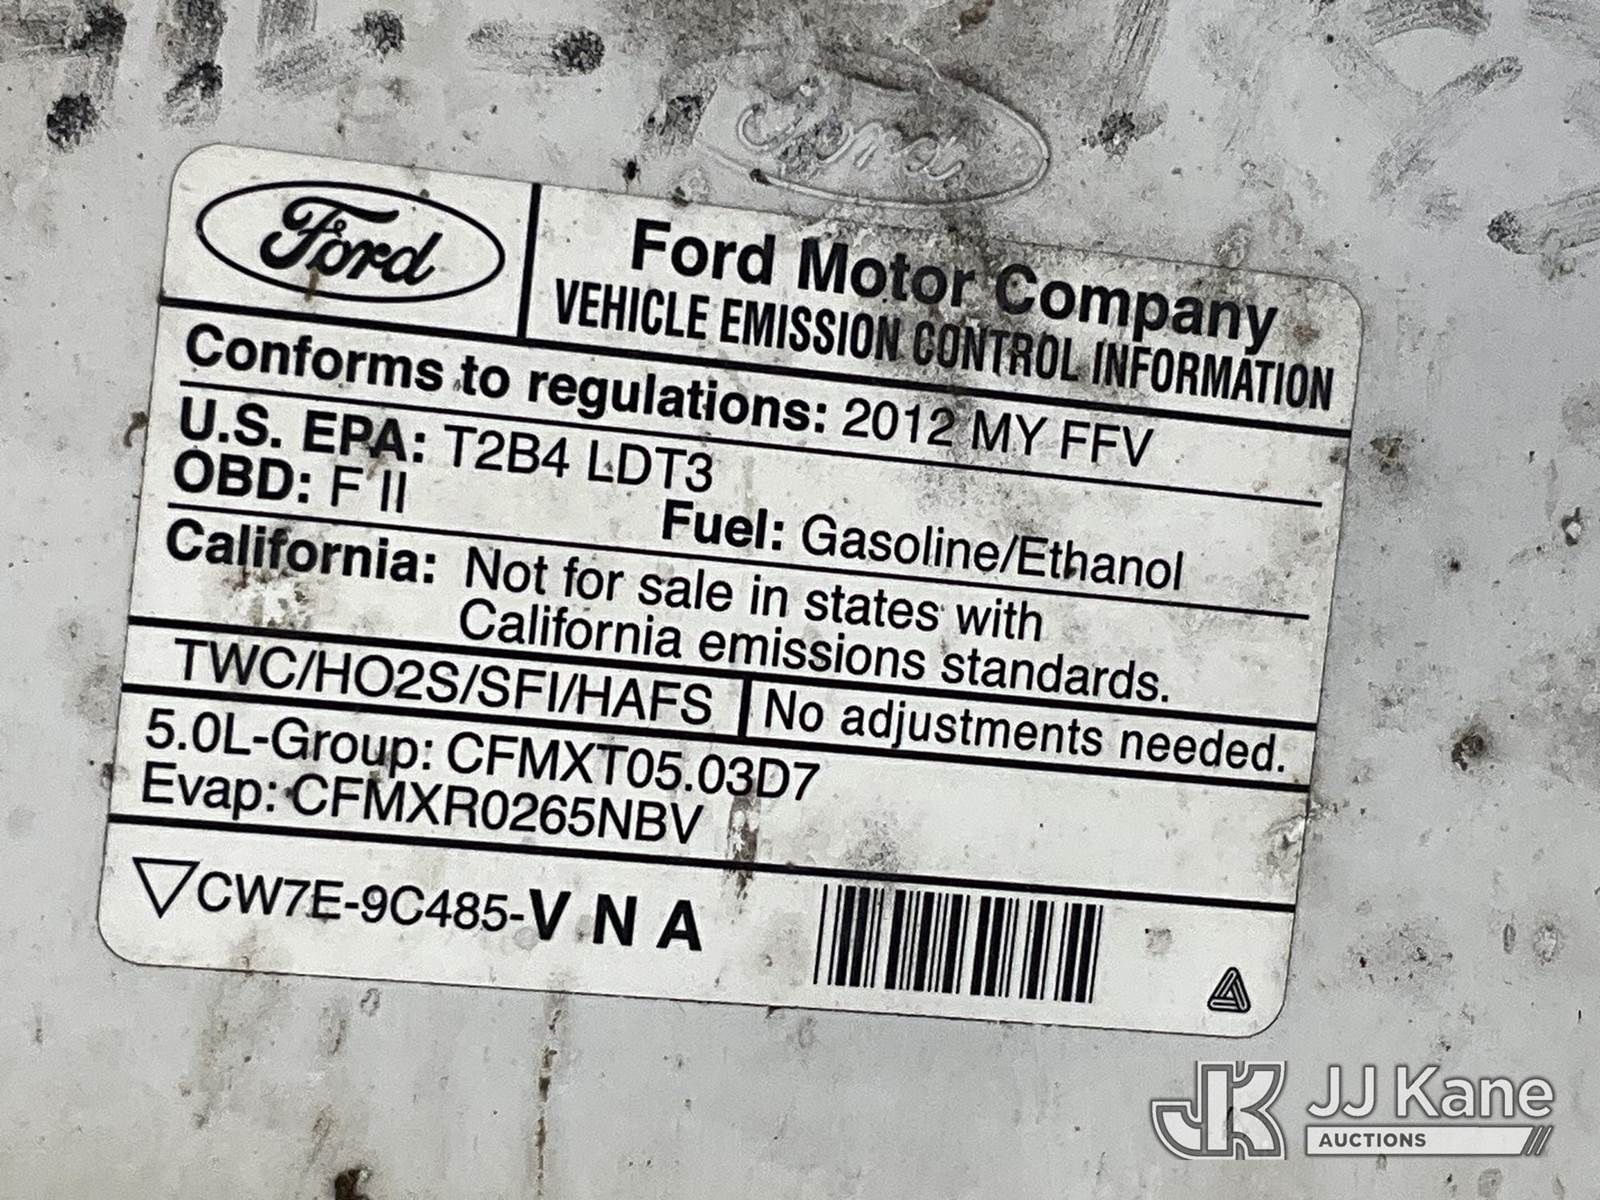 Ford
Ford
Ford Motor Company
VEHICLE EMISSION CONTROL INFORMATION
Conforms to regulations: 2012 MY FFV
U.S. EPA: T2B4 LDT3
OBD: F II
Fuel: Gasoline/Ethanol
California: Not for sale in states with
California emissions standards.
TWC/HO2S/SFI/HAFS
No adjustments needed.
5.0L-Group: CFMXT05.03D7
Evap: CFMXR0265NBV
CW7E-9C485-V N A
JK
JJ Kane
AUCTIONS